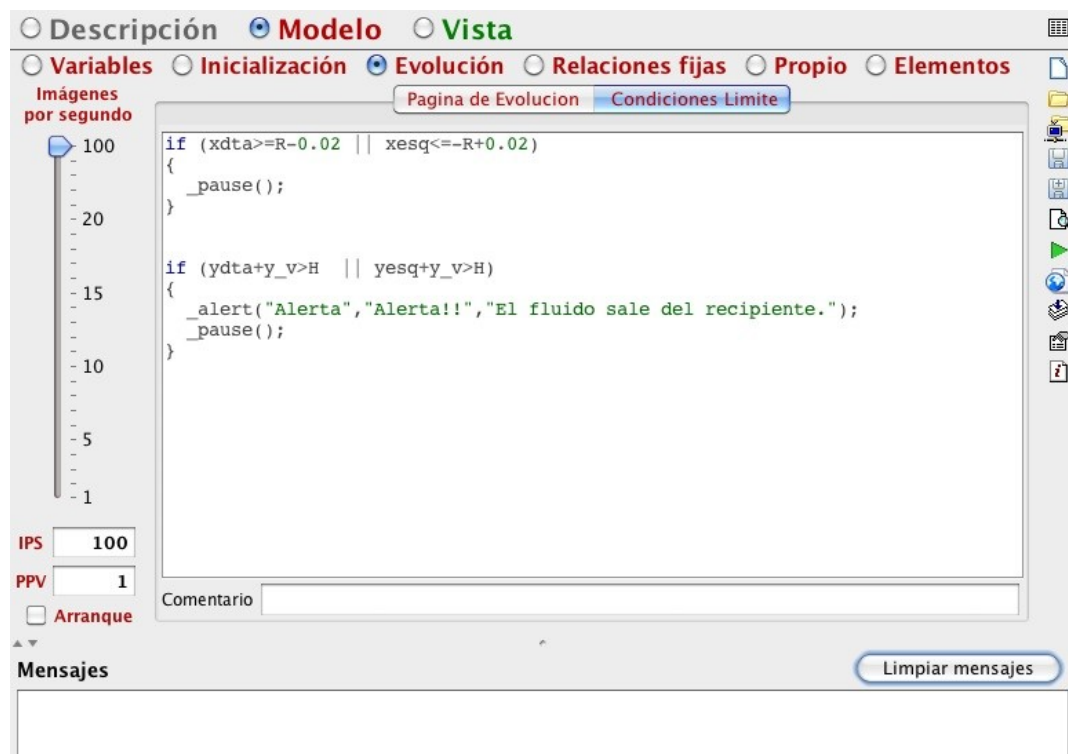 Descripción Modelo Vista
Variables Inicialización Evolución Relaciones fijas Propio Elementos
Imágenes
por segundo
Pagina de Evolucion Condiciones Limite
100
20
15
10
5
1
if (xdta>=R-0.02 || xesq<=-R+0.02)
{
_pause();
}
if (ydta+y_v>H || yesq+y_v>H)
{
_alert("Alerta","Alerta!!","El fluido sale del recipiente.");
_pause();
}
IPS 100
PPV 1
Arranque
Comentario
Mensajes
Limpiar mensajes